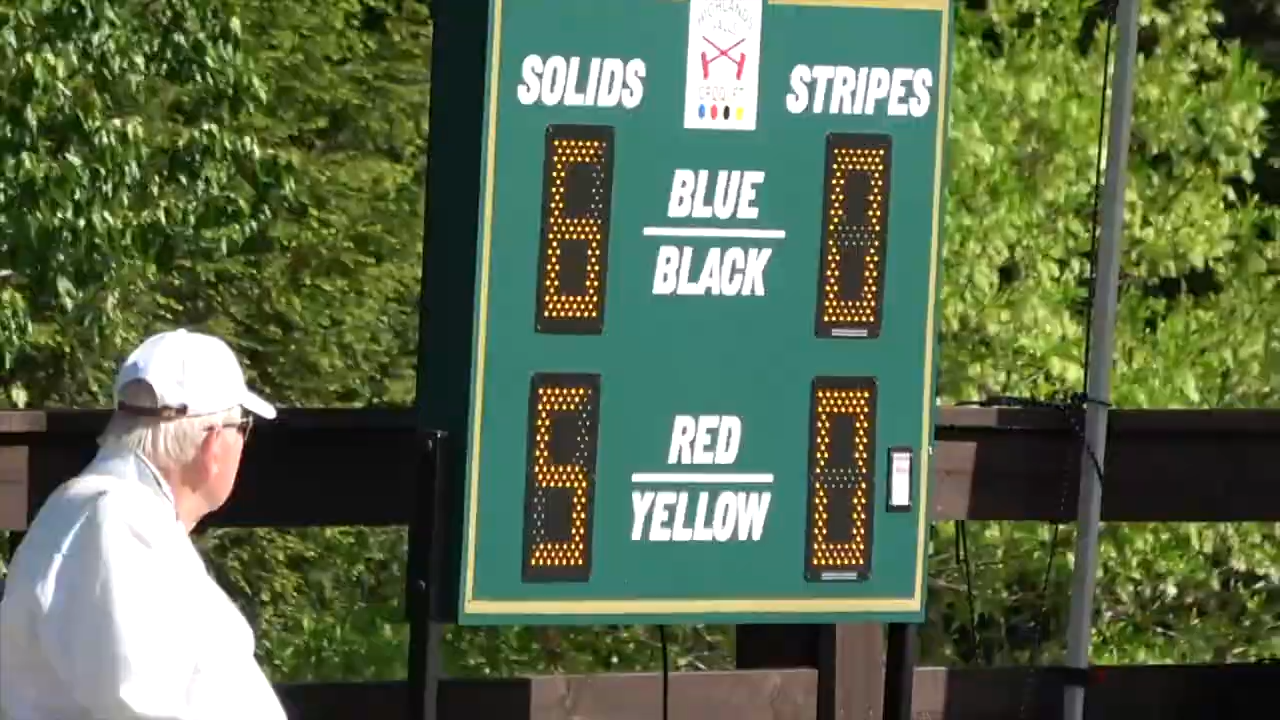 SOLIDS STRIPES
6 BLUE 0
BLACK
5 RED 0
YELLOW